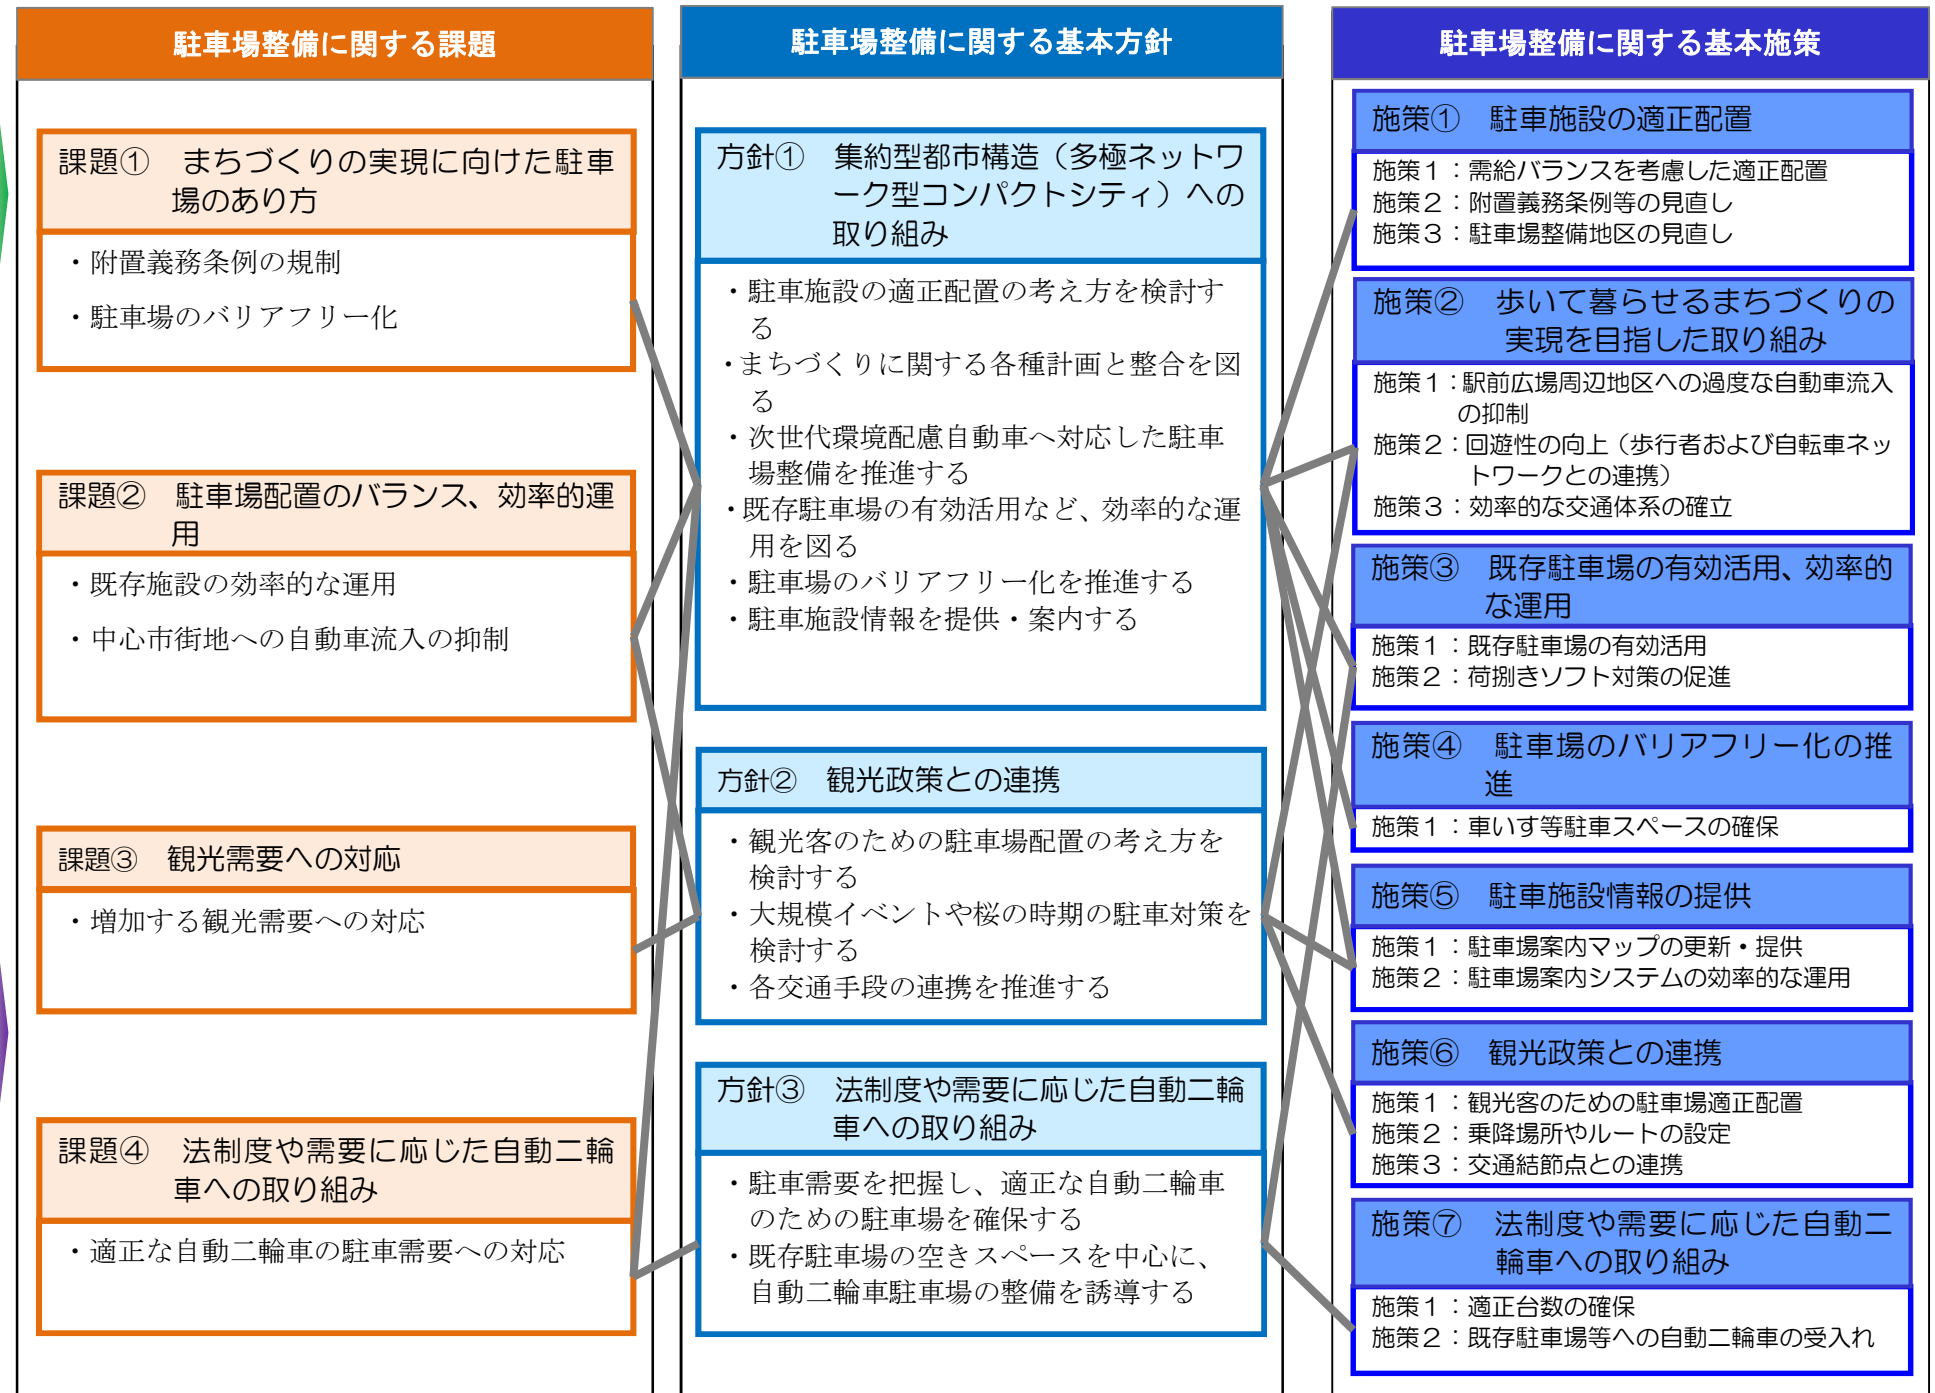 駐車場整備に関する課題
課題①　まちづくりの実現に向けた駐車
場のあり方
・附置義務条例の規制
・駐車場のバリアフリー化
課題②　駐車場配置のバランス、効率的運
用
・既存施設の効率的な運用
・中心市街地への自動車流入の抑制
課題③　観光需要への対応
・増加する観光需要への対応
課題④　法制度や需要に応じた自動二輪
車への取り組み
・適正な自動二輪車の駐車需要への対応
駐車場整備に関する基本方針
方針①　集約型都市構造（多極ネットワ
ーク型コンパクトシティ）への
取り組み
・駐車施設の適正配置の考え方を検討す
る
・まちづくりに関する各種計画と整合を図
る
・次世代環境配慮自動車へ対応した駐車
場整備を推進する
・既存駐車場の有効活用など、効率的な運
用を図る
・駐車場のバリアフリー化を推進する
・駐車施設情報を提供・案内する
方針②　観光政策との連携
・観光客のための駐車場配置の考え方を
検討する
・大規模イベントや桜の時期の駐車対策を
検討する
・各交通手段の連携を推進する
方針③　法制度や需要に応じた自動二輪
車への取り組み
・駐車需要を把握し、適正な自動二輪車
のための駐車場を確保する
・既存駐車場の空きスペースを中心に、
自動二輪車駐車場の整備を誘導する
駐車場整備に関する基本施策
施策①　駐車施設の適正配置
施策１：需給バランスを考慮した適正配置
施策２：附置義務条例等の見直し
施策３：駐車場整備地区の見直し
施策②　歩いて暮らせるまちづくりの
実現を目指した取り組み
施策１：駅前広場周辺地区への過度な自動車流入
の抑制
施策２：回遊性の向上（歩行者および自転車ネッ
トワークとの連携）
施策３：効率的な交通体系の確立
施策③　既存駐車場の有効活用、効率的
な運用
施策１：既存駐車場の有効活用
施策２：荷捌きソフト対策の促進
施策④　駐車場のバリアフリー化の推
進
施策１：車いす等駐車スペースの確保
施策⑤　駐車施設情報の提供
施策１：駐車場案内マップの更新・提供
施策２：駐車場案内システムの効率的な運用
施策⑥　観光政策との連携
施策１：観光客のための駐車場適正配置
施策２：乗降場所やルートの設定
施策３：交通結節点との連携
施策⑦　法制度や需要に応じた自動二
輪車への取り組み
施策１：適正台数の確保
施策２：既存駐車場等への自動二輪車の受入れ